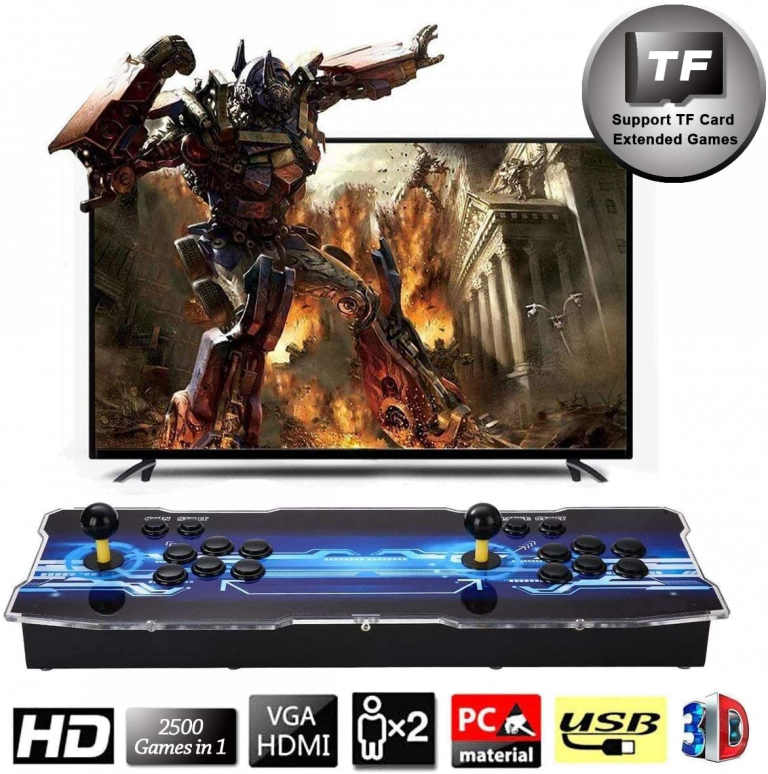 TF
Support TF Card
Extended Games
HD
2500
Games in 1
VGA
HDMI
×2
PC
material
USB
3D